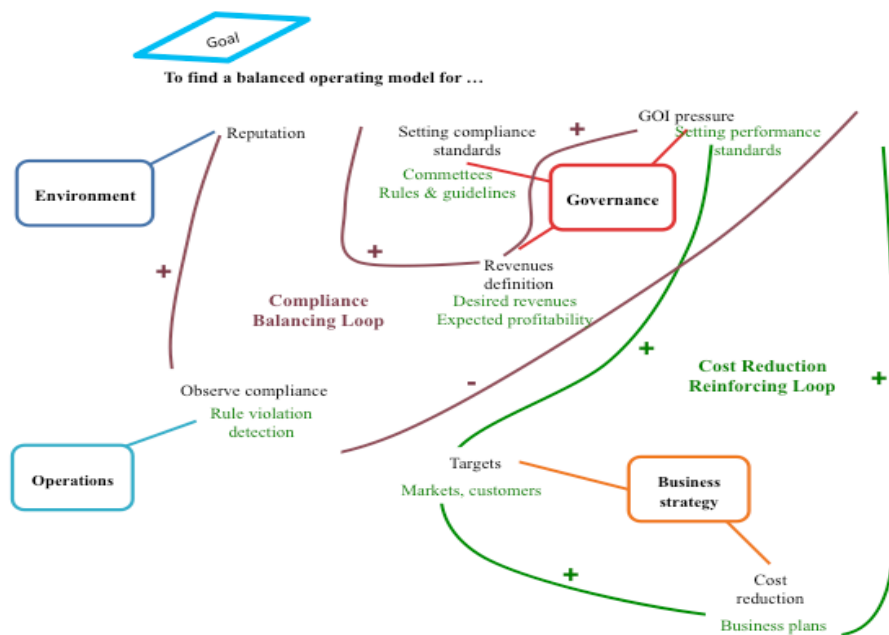 Goal
To find a balanced operating model for …
GOI pressure
Reputation
Setting compliance
standards
+
Setting performance
standards
Commettees
Rules & guidelines
Environment
Governance
+
+
Revenues
definition
Desired revenues
Expected profitability
Compliance
Balancing Loop
+
Cost Reduction
Reinforcing Loop
+
-
Observe compliance
Rule violation
detection
Operations
Targets
Markets, customers
Business
strategy
+
Cost
reduction
Business plans